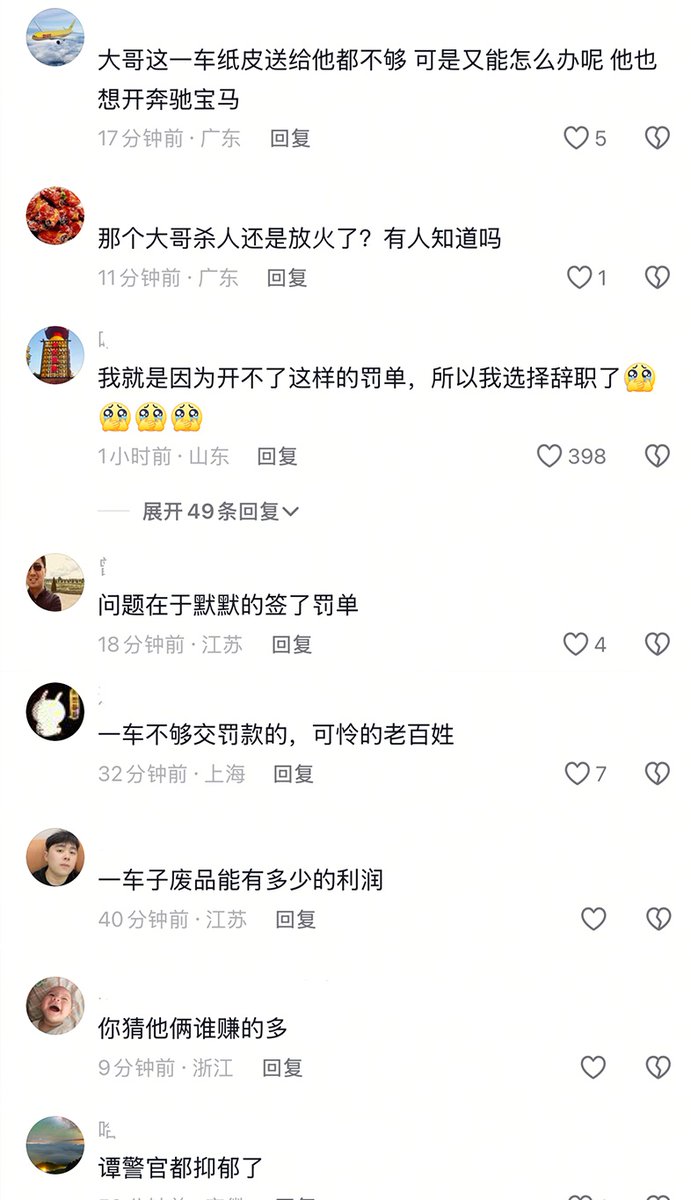 大哥这一车纸皮送给他都不够 可是又能怎么办呢 他也
想开奔驰宝马
17分钟前·广东 回复 5
那个大哥杀人还是放火了？有人知道吗
11分钟前·广东 回复 1
我就是因为开不了这样的罚单，所以我选择辞职了🥹
🥹🥹🥹
1小时前·山东 回复 398
展开49条回复
问题在于默默的签了罚单
18分钟前·江苏 回复 4
一车不够交罚款的，可怜的老百姓
32分钟前·上海 回复 7
一车子废品能有多少的利润
40分钟前·江苏 回复
你猜他俩谁赚的多
9分钟前·浙江 回复
谭警官都抑郁了